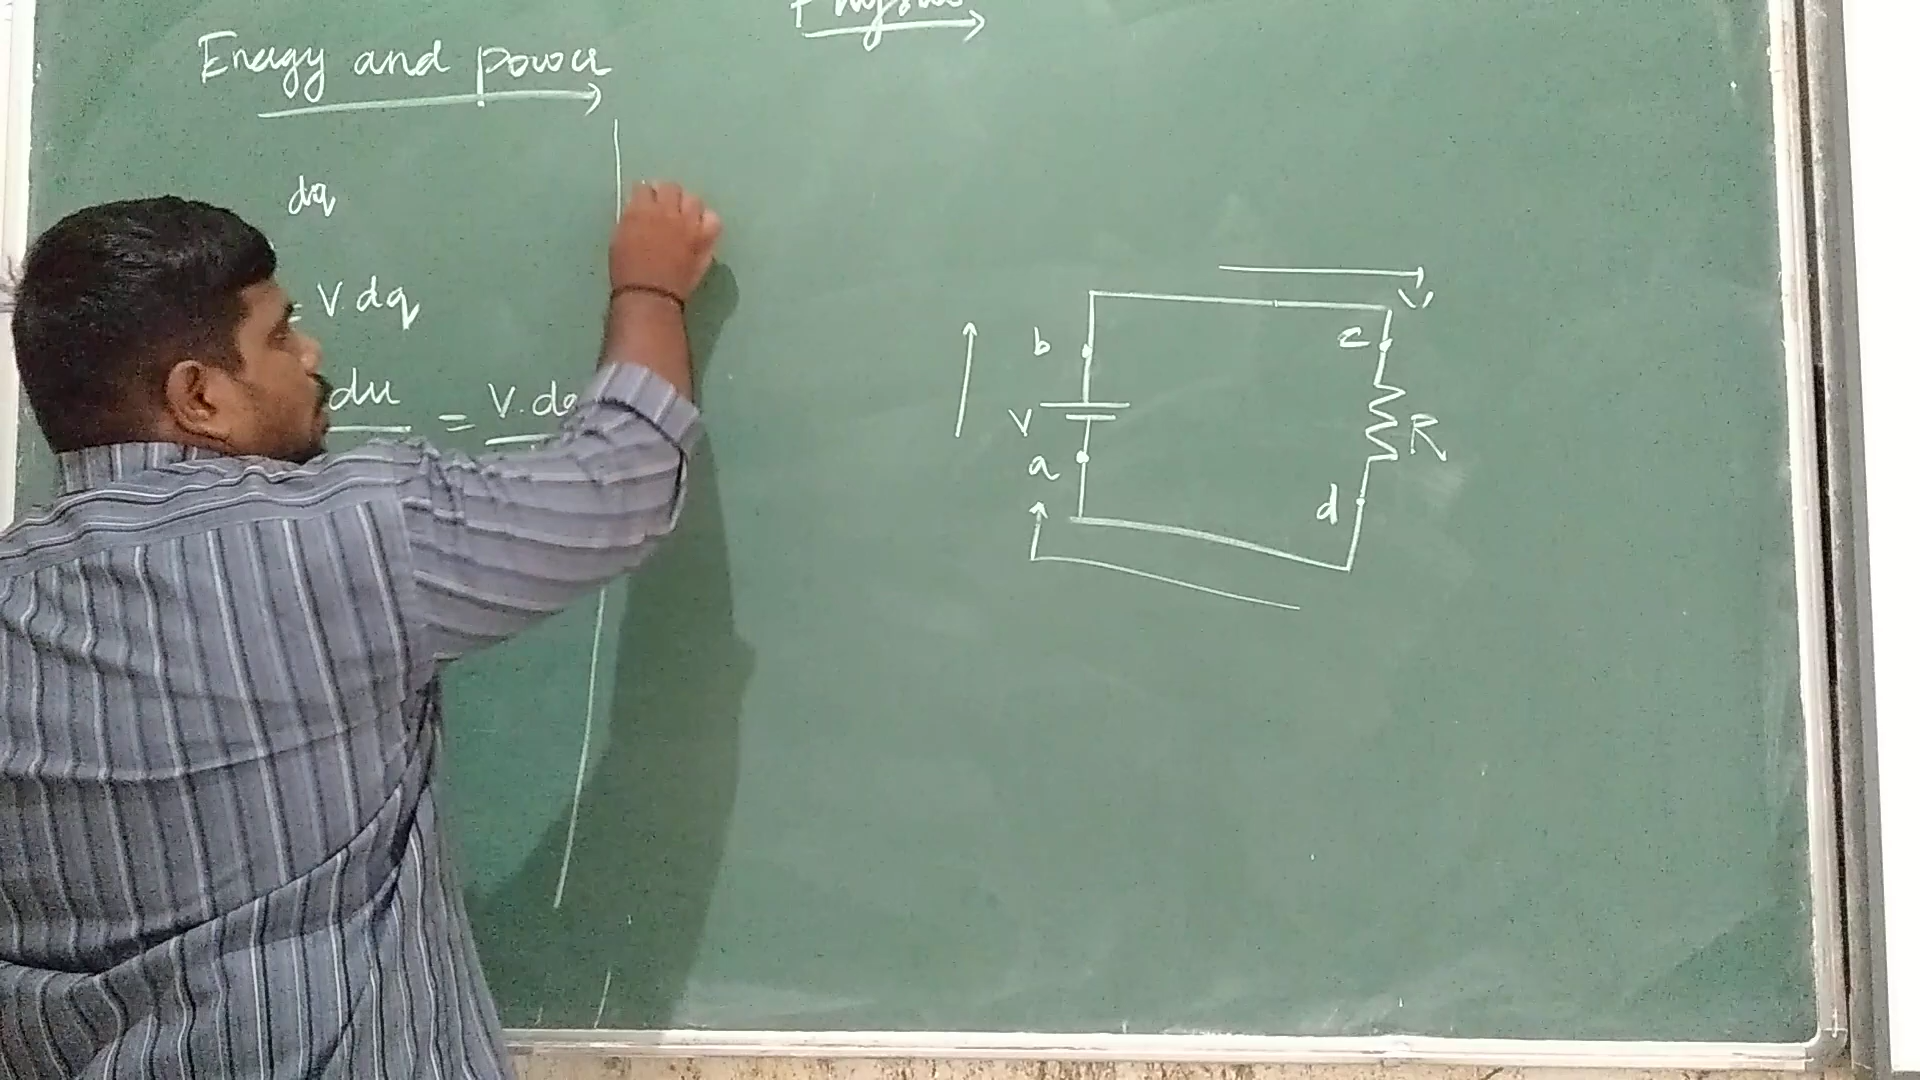 Energy and power
dq
= V.dq
du = V.dq
b
c
V
a
R
d